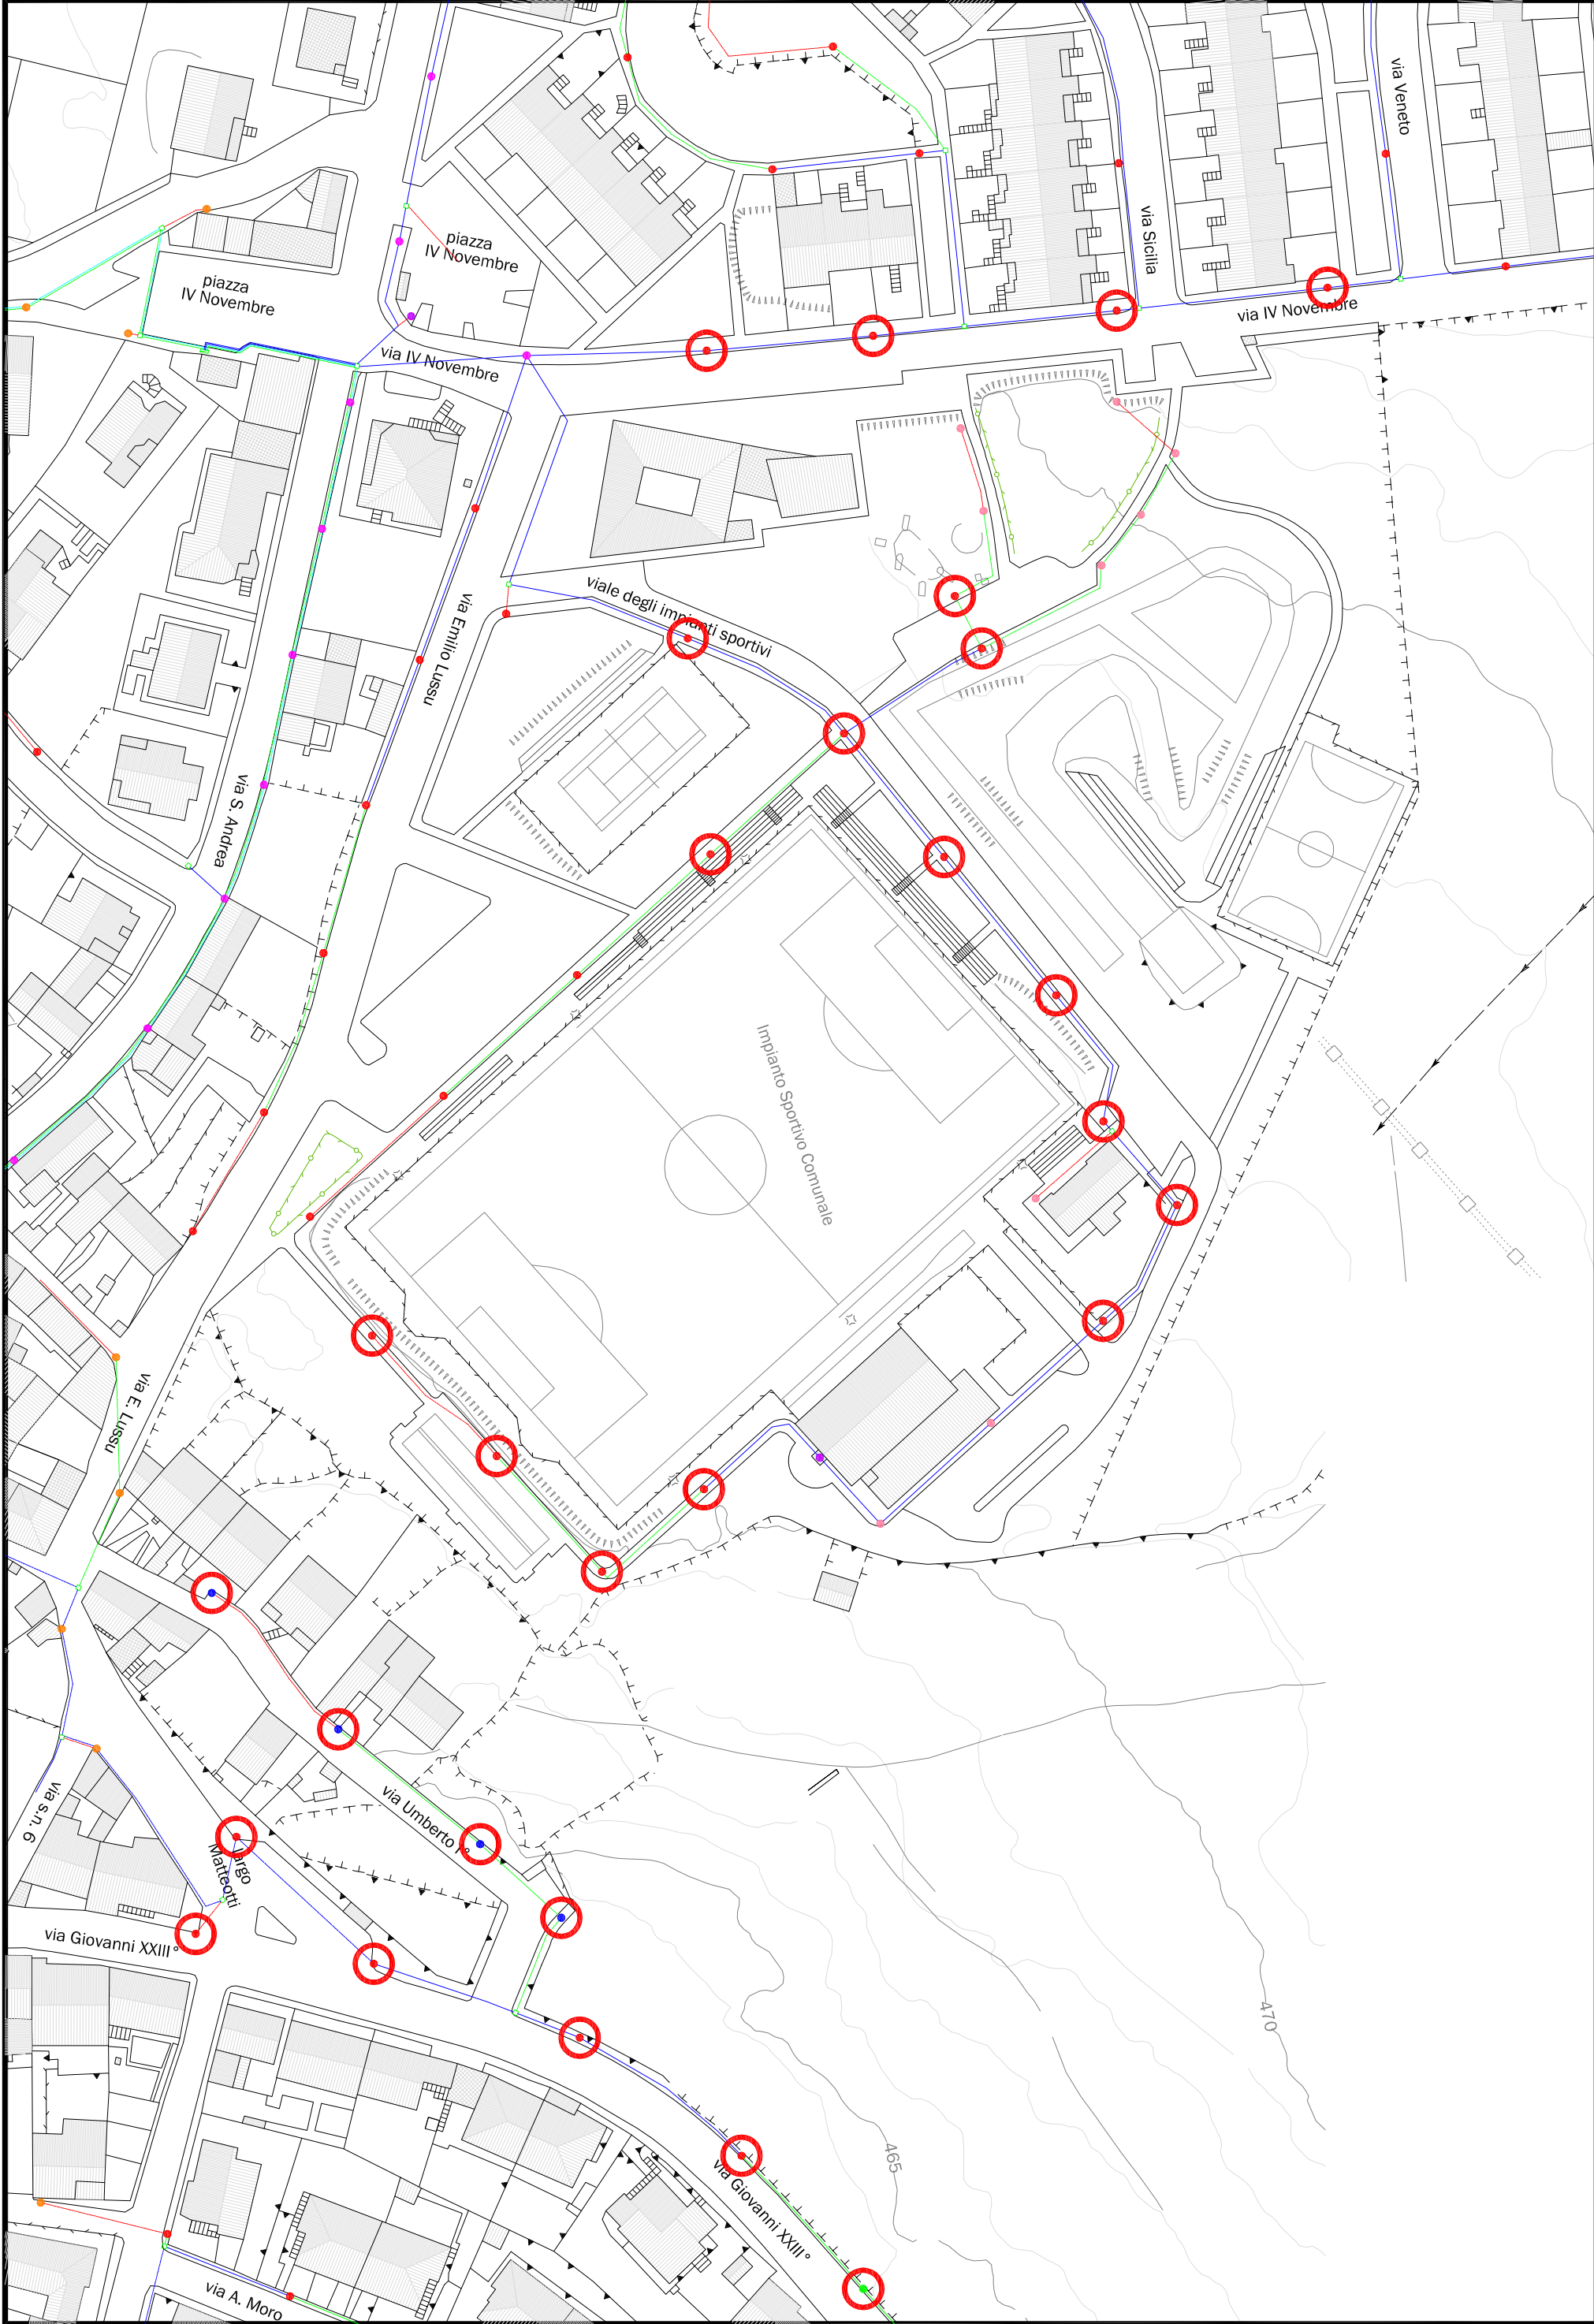 via Veneto
via Sicilia
piazza
IV Novembre
piazza
IV Novembre
via IV Novembre
via IV Novembre
viale degli impianti sportivi
via Emilio Lussu
via S. Andrea
Impianto Sportivo Comunale
via E. Lussu
via Umberto I°
via s.n. 6
largo
Matteotti
via Giovanni XXIII°
470
465
via Giovanni XXIII°
via A. Moro